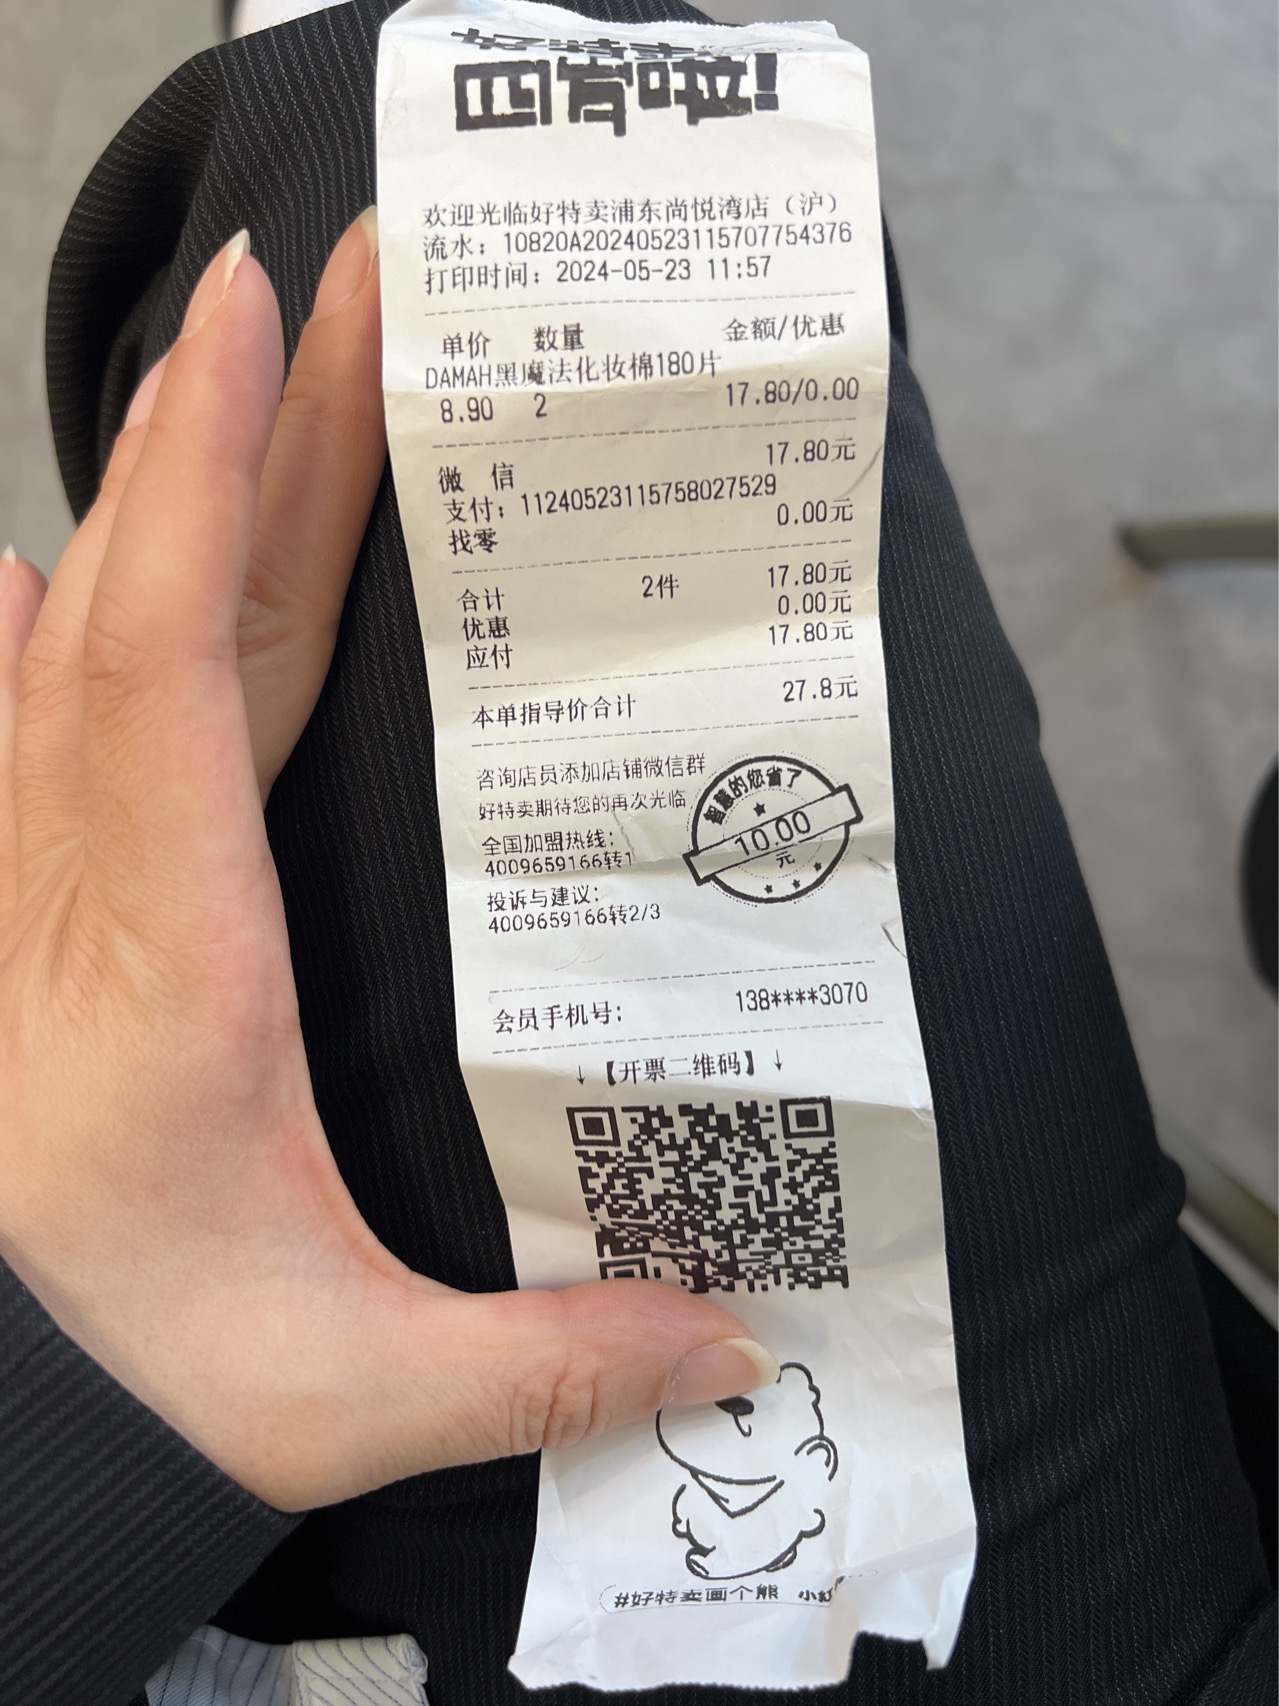 好特卖
欢迎光临好特卖浦东尚悦湾店（沪）
流水：10820A20240523115707754376
打印时间：2024-05-23 11:57
单价 数量 金额/优惠
DAMAH黑魔法化妆棉180片
8.90 2 17.80/0.00
微 信 17.80元
支付：11240523115758027529
找零 0.00元
合计 2件 17.80元
优惠 0.00元
应付 17.80元
本单指导价合计 27.8元
咨询店员添加店铺微信群
好特卖期待您的再次光临
全国加盟热线：
4009659166转1
投诉与建议：
4009659166转2/3
智慧的您省了
10.00
元
会员手机号： 138****3070
↓【开票二维码】↓
#好特卖画个熊 小红